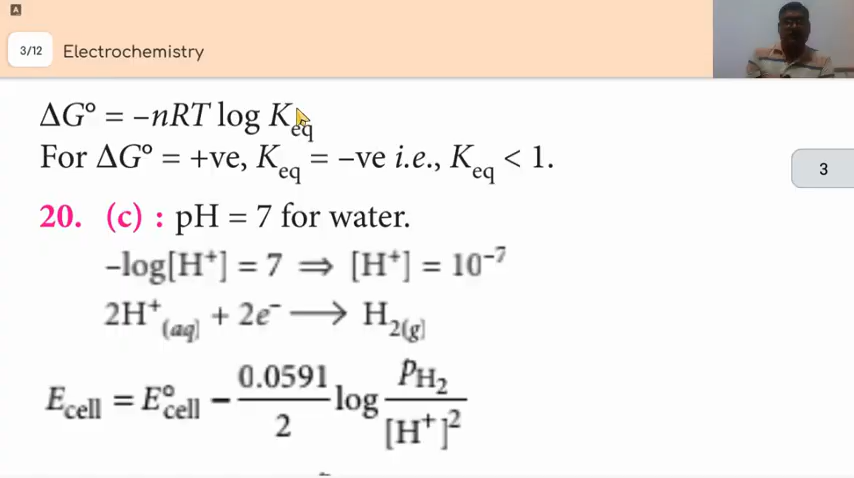 A
3/12 Electrochemistry
ΔG° = –nRT log K_eq
For ΔG° = +ve, K_eq = –ve i.e., K_eq < 1.
3
20. (c) : pH = 7 for water.
–log[H⁺] = 7 ⇒ [H⁺] = 10⁻⁷
2H⁺(aq) + 2e⁻ ⟶ H₂(g)
E_cell = E°_cell – 0.0591/2 log p_H₂/[H⁺]²